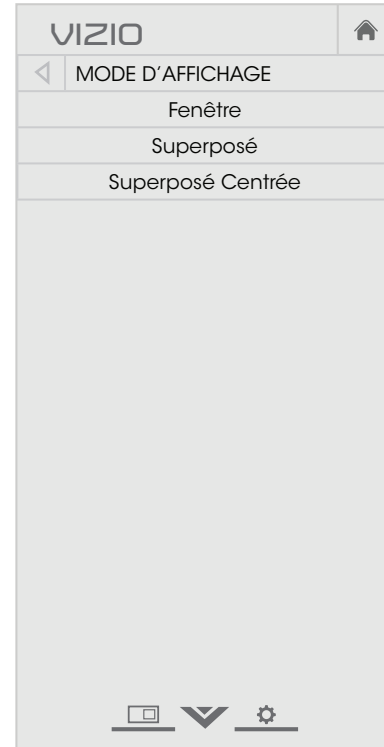 VIZIO
MODE D’AFFICHAGE
Fenêtre
Superposé
Superposé Centrée